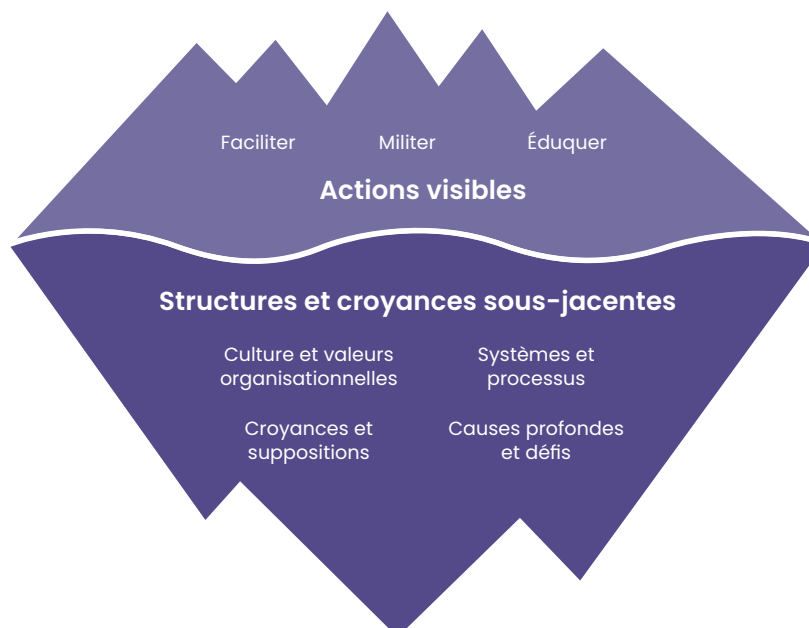 Faciliter
Militer
Éduquer
Actions visibles
Structures et croyances sous-jacentes
Culture et valeurs
organisationnelles
Systèmes et
processus
Croyances et
suppositions
Causes profondes
et défis